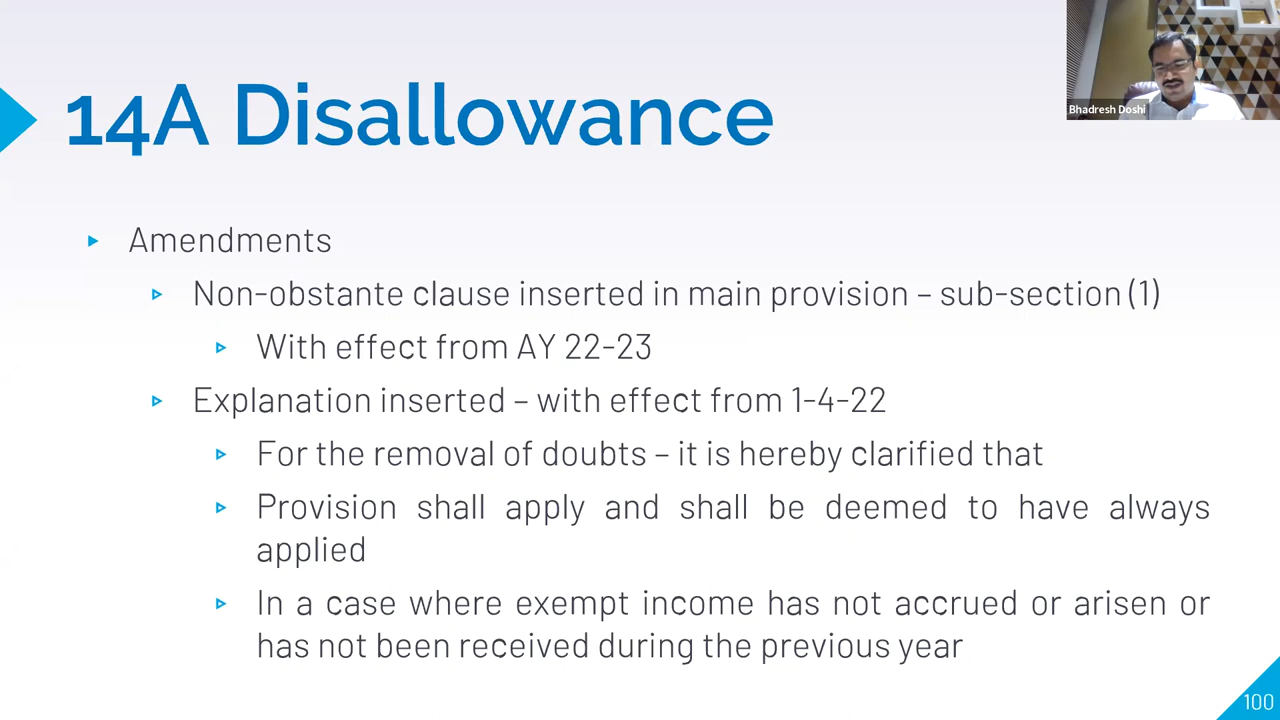 14A Disallowance
Bhadresh Doshi
Amendments
Non-obstante clause inserted in main provision – sub-section (1)
With effect from AY 22-23
Explanation inserted – with effect from 1-4-22
For the removal of doubts – it is hereby clarified that
Provision shall apply and shall be deemed to have always
applied
In a case where exempt income has not accrued or arisen or
has not been received during the previous year
100